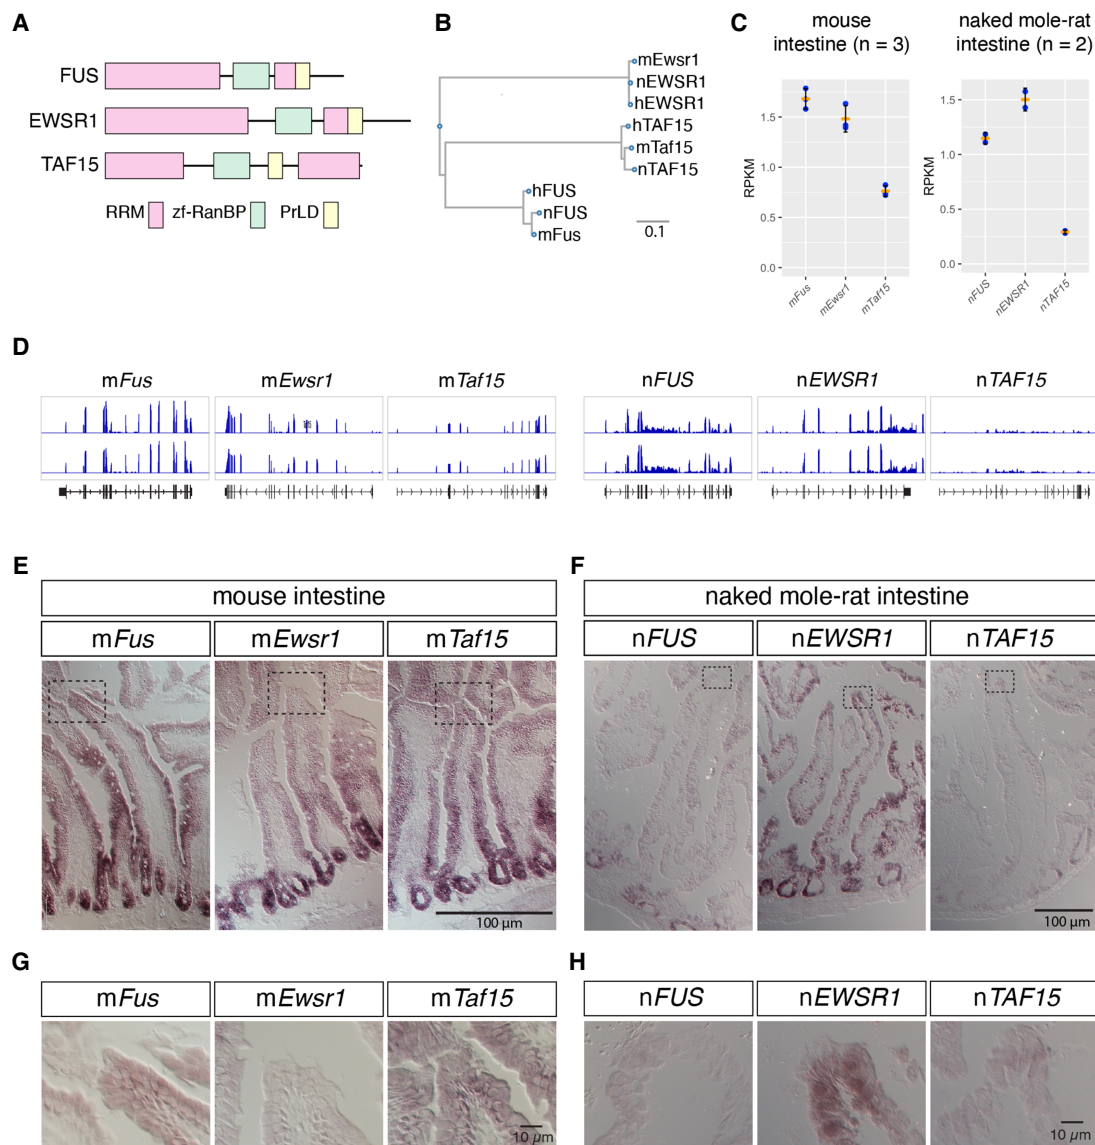 A
FUS
EWSR1
TAF15
RRM zf-RanBP PrLD
B
mEwsr1
nEWSR1
hEWSR1
hTAF15
mTaf15
nTAF15
hFUS
nFUS
mFus
0.1
C
mouse
intestine (n = 3)
RPKM
1.5
1.0
0.5
0.0
mFus mEwsr1 mTaf15
naked mole-rat
intestine (n = 2)
RPKM
1.5
1.0
0.5
0.0
nFUS nEWSR1 nTAF15
D
mFus mEwsr1 mTaf15 nFUS nEWSR1 nTAF15
E
mouse intestine
mFus mEwsr1 mTaf15
100 µm
F
naked mole-rat intestine
nFUS nEWSR1 nTAF15
100 µm
G
mFus mEwsr1 mTaf15
10 µm
H
nFUS nEWSR1 nTAF15
10 µm